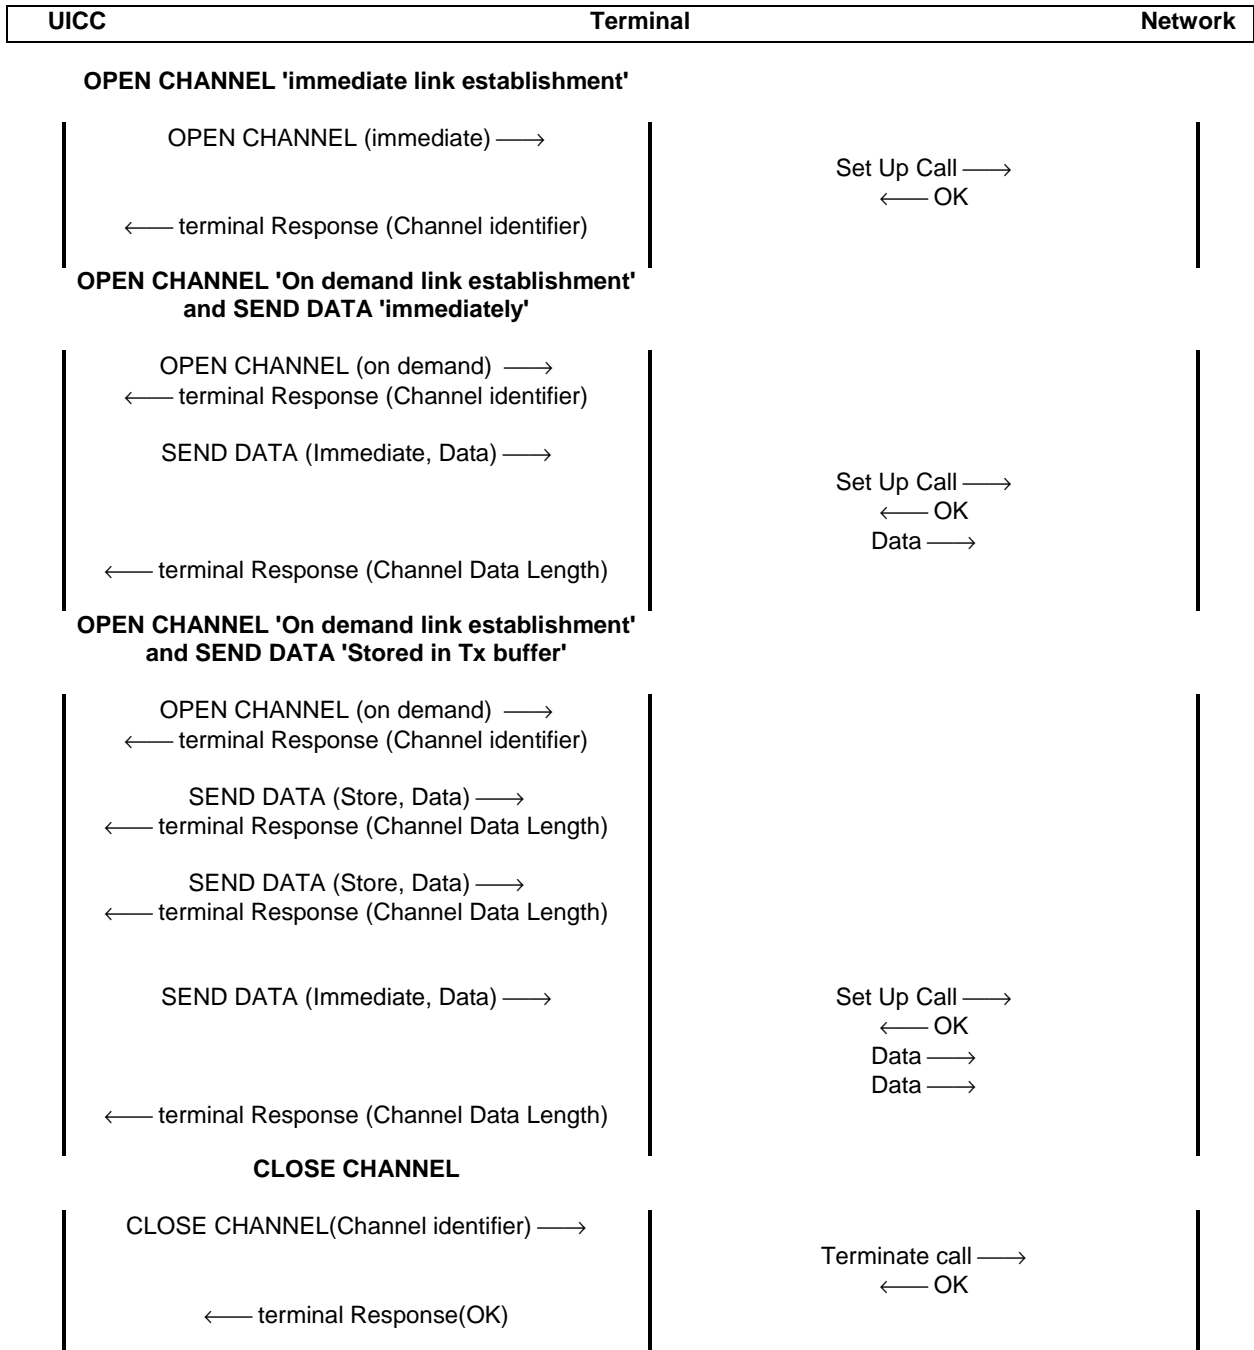 UICC Terminal Network
OPEN CHANNEL 'immediate link establishment'
OPEN CHANNEL (immediate) ⟶
Set Up Call ⟶
⟵ OK
⟵ terminal Response (Channel identifier)
OPEN CHANNEL 'On demand link establishment'
and SEND DATA 'immediately'
OPEN CHANNEL (on demand) ⟶
⟵ terminal Response (Channel identifier)
SEND DATA (Immediate, Data) ⟶
Set Up Call ⟶
⟵ OK
Data ⟶
⟵ terminal Response (Channel Data Length)
OPEN CHANNEL 'On demand link establishment'
and SEND DATA 'Stored in Tx buffer'
OPEN CHANNEL (on demand) ⟶
⟵ terminal Response (Channel identifier)
SEND DATA (Store, Data) ⟶
⟵ terminal Response (Channel Data Length)
SEND DATA (Store, Data) ⟶
⟵ terminal Response (Channel Data Length)
SEND DATA (Immediate, Data) ⟶ Set Up Call ⟶
⟵ OK
Data ⟶
Data ⟶
⟵ terminal Response (Channel Data Length)
CLOSE CHANNEL
CLOSE CHANNEL(Channel identifier) ⟶
Terminate call ⟶
⟵ OK
⟵ terminal Response(OK)